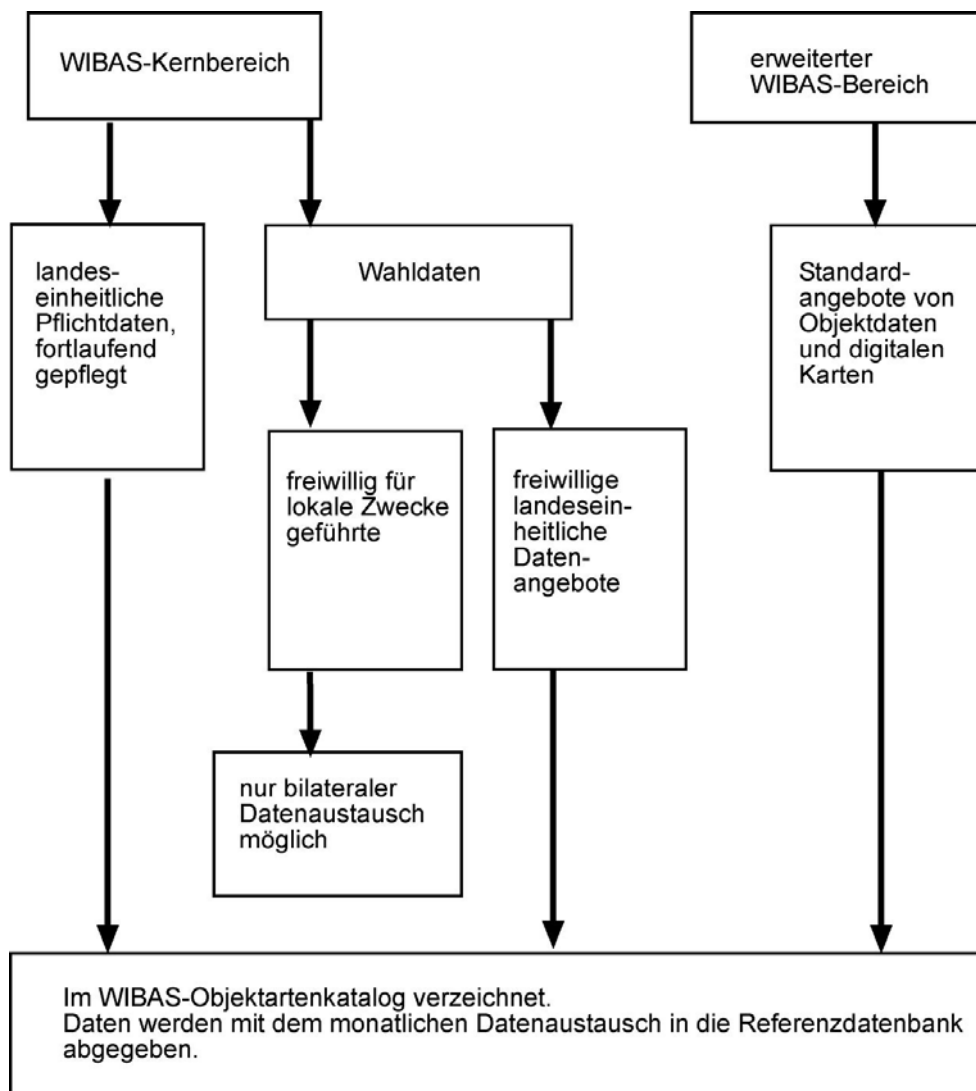 WIBAS-Kernbereich
erweiterter
WIBAS-Bereich
landes-
einheitliche
Pflichtdaten,
fortlaufend
gepflegt
Wahldaten
Standard-
angebote von
Objektdaten
und digitalen
Karten
freiwillig für
lokale Zwecke
geführte
freiwillige
landesein-
heitliche
Daten-
angebote
nur bilateraler
Datenaustausch
möglich
Im WIBAS-Objektartenkatalog verzeichnet.
Daten werden mit dem monatlichen Datenaustausch in die Referenzdatenbank
abgegeben.